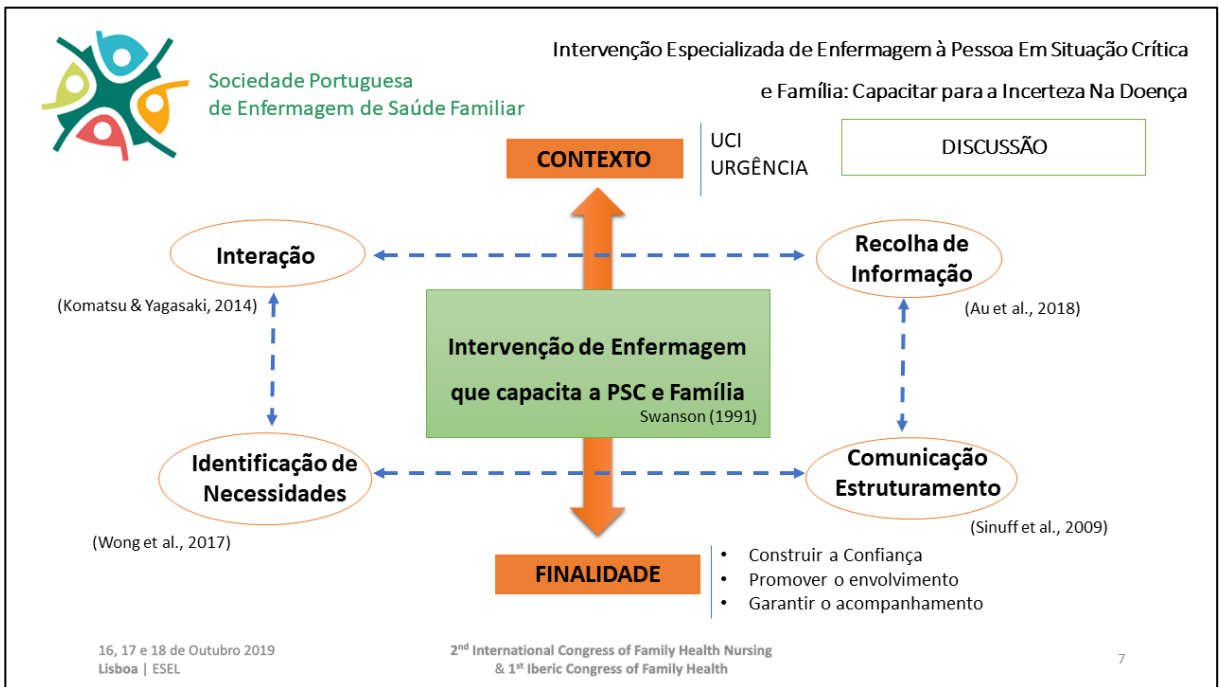 Sociedade Portuguesa
de Enfermagem de Saúde Familiar
Intervenção Especializada de Enfermagem à Pessoa Em Situação Crítica
e Família: Capacitar para a Incerteza Na Doença
CONTEXTO
UCI
URGÊNCIA
DISCUSSÃO
Interação
(Komatsu & Yagasaki, 2014)
Recolha de
Informação
(Au et al., 2018)
Intervenção de Enfermagem
que capacita a PSC e Família
Swanson (1991)
Identificação de
Necessidades
(Wong et al., 2017)
Comunicação
Estruturamento
(Sinuff et al., 2009)
FINALIDADE
• Construir a Confiança
• Promover o envolvimento
• Garantir o acompanhamento
16, 17 e 18 de Outubro 2019
Lisboa | ESEL
2nd International Congress of Family Health Nursing
& 1st Iberic Congress of Family Health
7